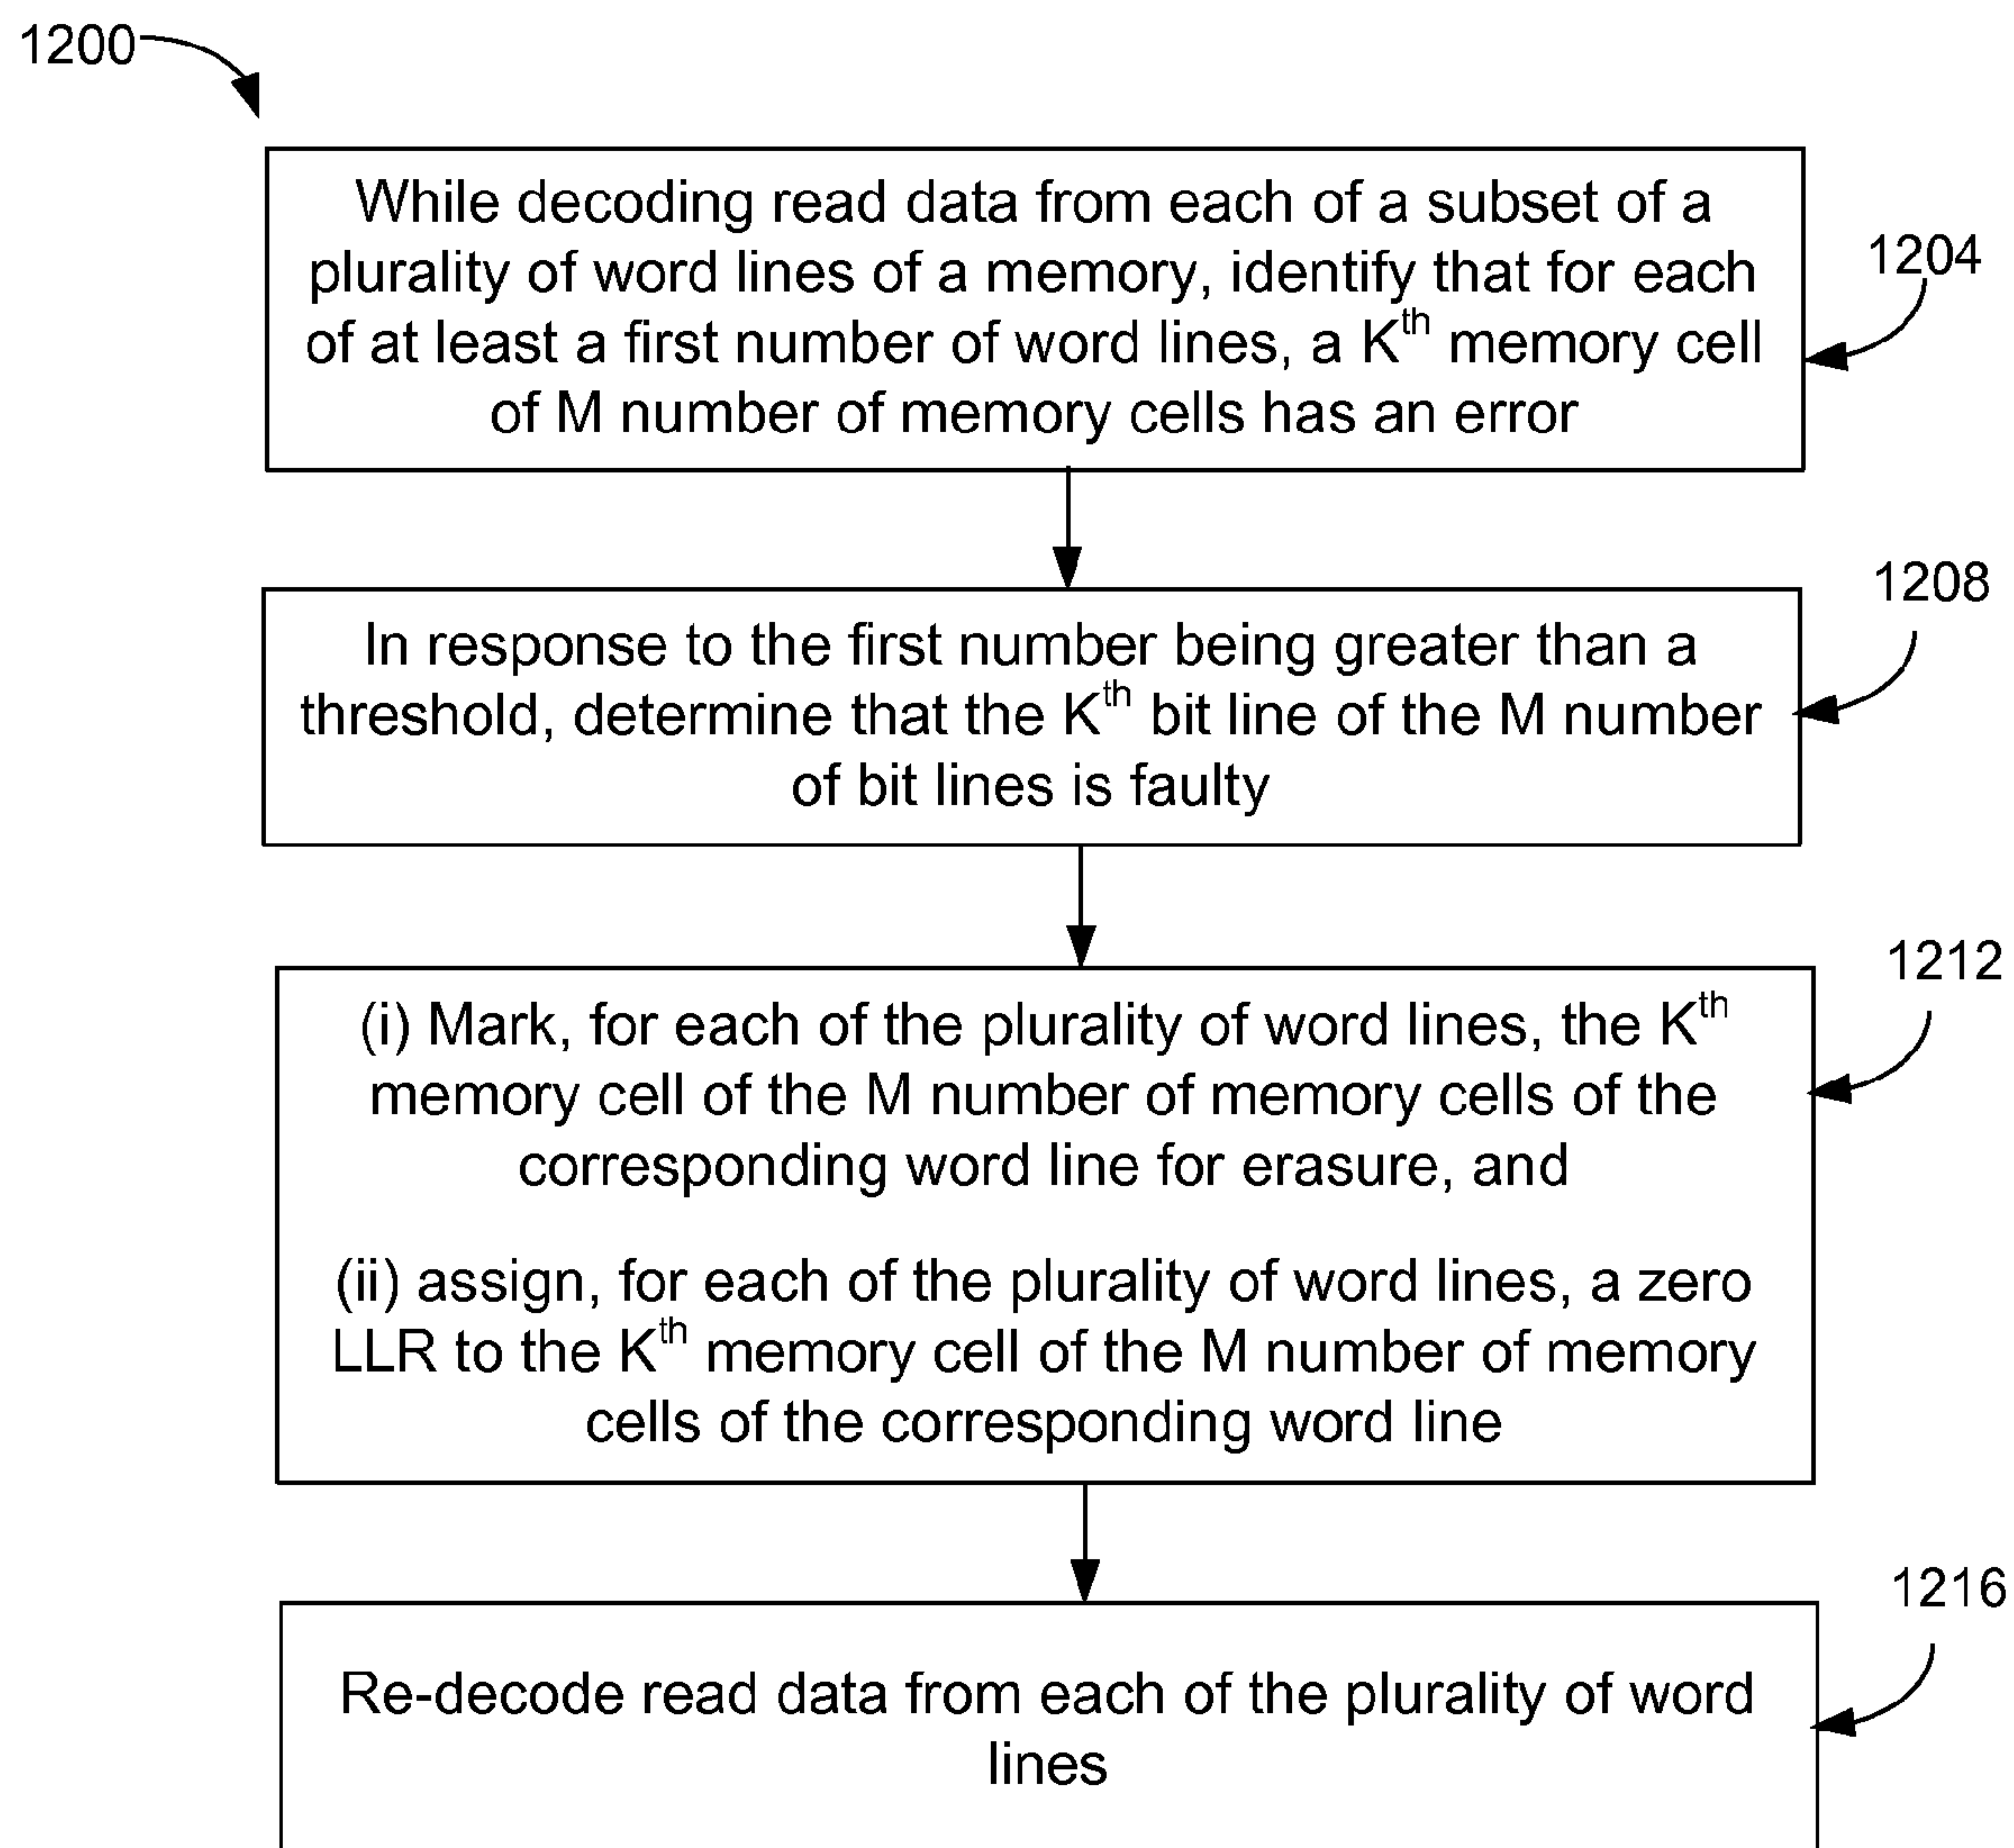 1200
While decoding read data from each of a subset of a
plurality of word lines of a memory, identify that for each
of at least a first number of word lines, a Kth memory cell
of M number of memory cells has an error
1204
In response to the first number being greater than a
threshold, determine that the Kth bit line of the M number
of bit lines is faulty
1208
(i) Mark, for each of the plurality of word lines, the Kth
memory cell of the M number of memory cells of the
corresponding word line for erasure, and
(ii) assign, for each of the plurality of word lines, a zero
LLR to the Kth memory cell of the M number of memory
cells of the corresponding word line
1212
Re-decode read data from each of the plurality of word
lines
1216